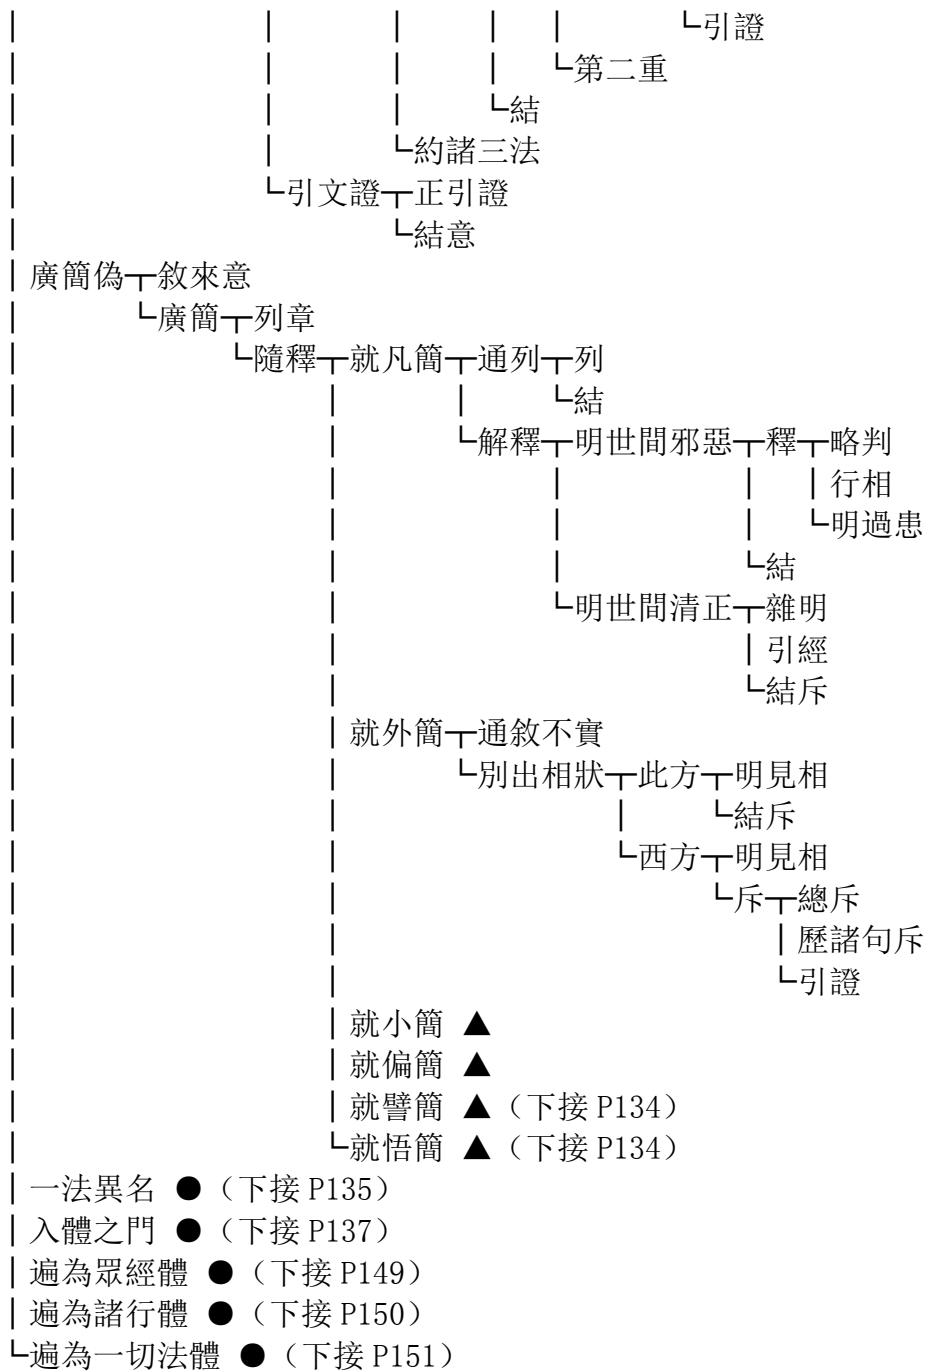 │ │ │ │ │ └引證
│ │ │ │ └第二重
│ │ │ └結
│ │ └約諸三法
│ └引文證┬正引證
│ └結意
│廣簡偽┬敘來意
│ └廣簡┬列章
│ └隨釋┬就凡簡┬通列┬列
│ │ │ └結
│ │ └解釋┬明世間邪惡┬釋┬略判
│ │ │ │ │行相
│ │ │ │ └明過患
│ │ │ └結
│ │ └明世間清正┬雜明
│ │ │引經
│ │ └結斥
│ │就外簡┬通敘不實
│ │ └別出相狀┬此方┬明見相
│ │ │ └結斥
│ │ └西方┬明見相
│ │ └斥┬總斥
│ │ │歷諸句斥
│ │ └引證
│ │就小簡 ▲
│ │就偏簡 ▲
│ │就譬簡 ▲（下接 P134）
│ └就悟簡 ▲（下接 P134）
│一法異名 ●（下接 P135）
│入體之門 ●（下接 P137）
│遍為眾經體 ●（下接 P149）
│遍為諸行體 ●（下接 P150）
└遍為一切法體 ●（下接 P151）